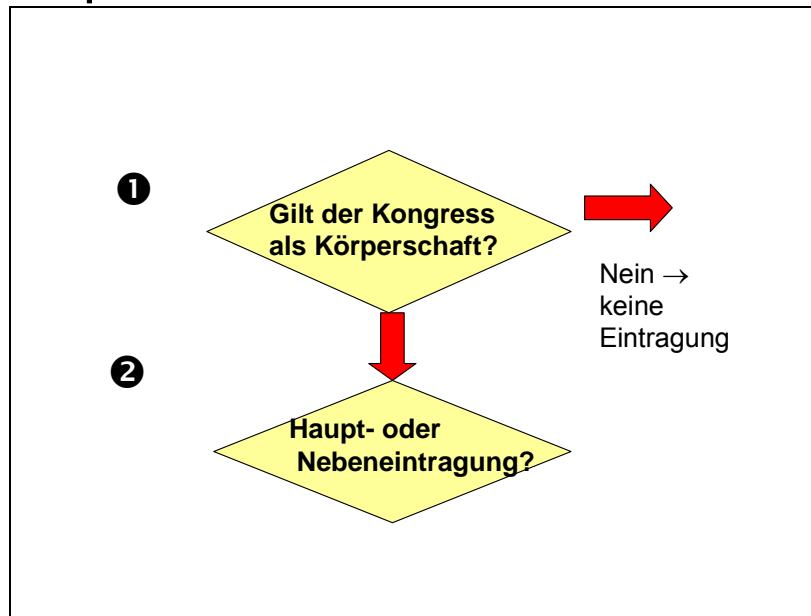 ❶
Gilt der Kongress
als Körperschaft?
Nein →
keine
Eintragung
❷
Haupt- oder
Nebeneintragung?